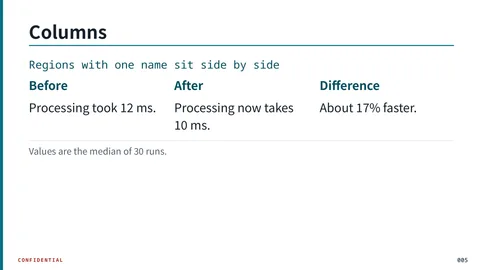 Columns
Regions with one name sit side by side
Before
Processing took 12 ms.
After
Processing now takes
10 ms.
Difference
About 17% faster.
Values are the median of 30 runs.
CONFIDENTIAL
005